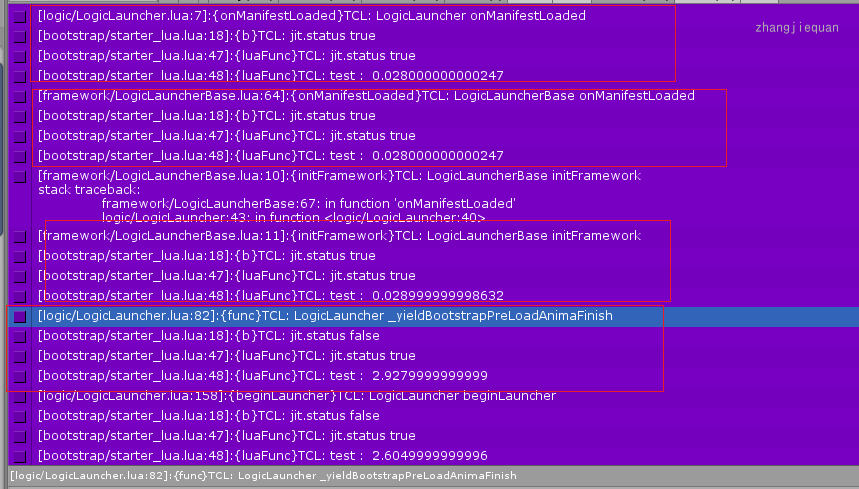 [logic/LogicLauncher.lua:7]:{onManifestLoaded}TCL: LogicLauncher onManifestLoaded
zhangjiequan
[bootstrap/starter_lua.lua:18]:{b}TCL: jit.status true
[bootstrap/starter_lua.lua:47]:{luaFunc}TCL: jit.status true
[bootstrap/starter_lua.lua:48]:{luaFunc}TCL: test :  0.028000000000247
[framework/LogicLauncherBase.lua:64]:{onManifestLoaded}TCL: LogicLauncherBase onManifestLoaded
[bootstrap/starter_lua.lua:18]:{b}TCL: jit.status true
[bootstrap/starter_lua.lua:47]:{luaFunc}TCL: jit.status true
[bootstrap/starter_lua.lua:48]:{luaFunc}TCL: test :  0.028000000000247
[framework/LogicLauncherBase.lua:10]:{initFramework}TCL: LogicLauncherBase initFramework
stack traceback:
framework/LogicLauncherBase:67: in function 'onManifestLoaded'
logic/LogicLauncher:43: in function <logic/LogicLauncher:40>
[framework/LogicLauncherBase.lua:11]:{initFramework}TCL: LogicLauncherBase initFramework
[bootstrap/starter_lua.lua:18]:{b}TCL: jit.status true
[bootstrap/starter_lua.lua:47]:{luaFunc}TCL: jit.status true
[bootstrap/starter_lua.lua:48]:{luaFunc}TCL: test :  0.028999999998632
[logic/LogicLauncher.lua:82]:{func}TCL: LogicLauncher _yieldBootstrapPreLoadAnimaFinish
[bootstrap/starter_lua.lua:18]:{b}TCL: jit.status false
[bootstrap/starter_lua.lua:47]:{luaFunc}TCL: jit.status true
[bootstrap/starter_lua.lua:48]:{luaFunc}TCL: test :  2.9279999999999
[logic/LogicLauncher.lua:158]:{beginLauncher}TCL: LogicLauncher beginLauncher
[bootstrap/starter_lua.lua:18]:{b}TCL: jit.status false
[bootstrap/starter_lua.lua:47]:{luaFunc}TCL: jit.status true
[bootstrap/starter_lua.lua:48]:{luaFunc}TCL: test :  2.6049999999996
[logic/LogicLauncher.lua:82]:{func}TCL: LogicLauncher _yieldBootstrapPreLoadAnimaFinish